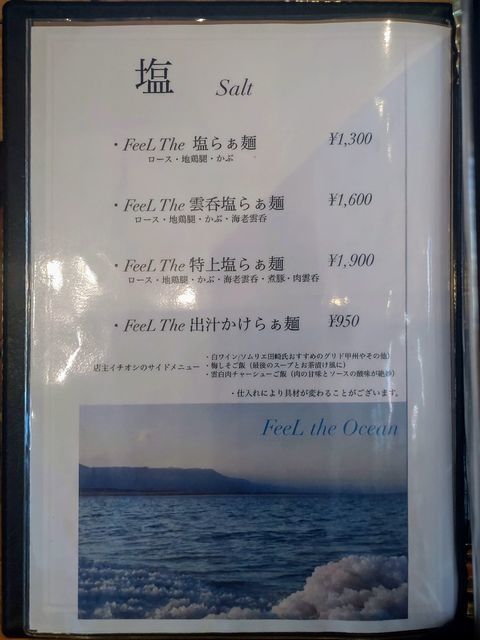 塩 Salt
・FeeL The 塩らぁ麺 ¥1,300
ロース・地鶏腿・かぶ
・FeeL The 雲呑塩らぁ麺 ¥1,600
ロース・地鶏腿・かぶ・海老雲呑
・FeeL The 特上塩らぁ麺 ¥1,900
ロース・地鶏腿・かぶ・海老雲呑・煮豚・肉雲呑
・FeeL The 出汁かけらぁ麺 ¥950
店主イチオシのサイドメニュー
・白ワイン/ソムリエ田崎氏おすすめのグリド甲州やその他)
・梅しそご飯（最後のスープとお茶漬け風に）
・雲白肉チャーシューご飯（肉の甘味とソースの酸味が絶妙）
・仕入れにより具材が変わることがございます。
FeeL the Ocean